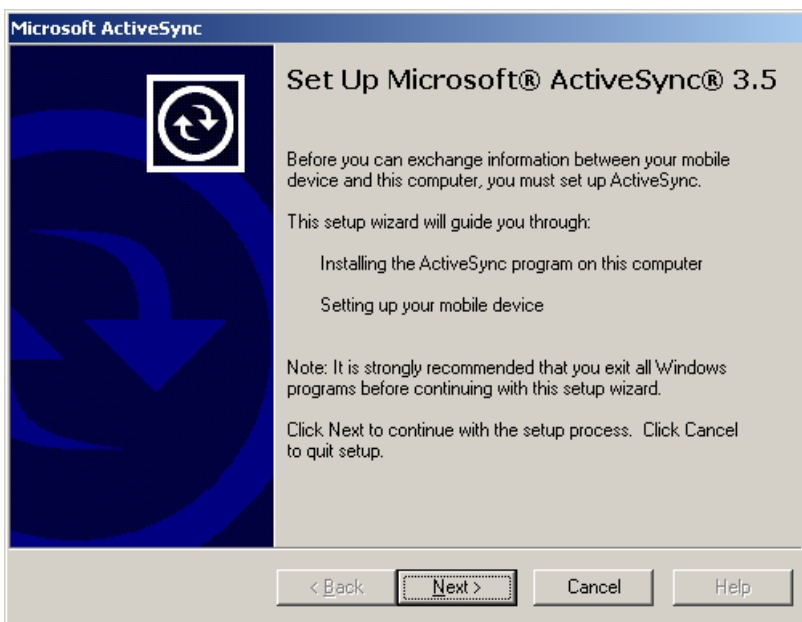 Microsoft ActiveSync
Set Up Microsoft® ActiveSync® 3.5
Before you can exchange information between your mobile
device and this computer, you must set up ActiveSync.
This setup wizard will guide you through:
Installing the ActiveSync program on this computer
Setting up your mobile device
Note: It is strongly recommended that you exit all Windows
programs before continuing with this setup wizard.
Click Next to continue with the setup process.  Click Cancel
to quit setup.
< Back
Next >
Cancel
Help